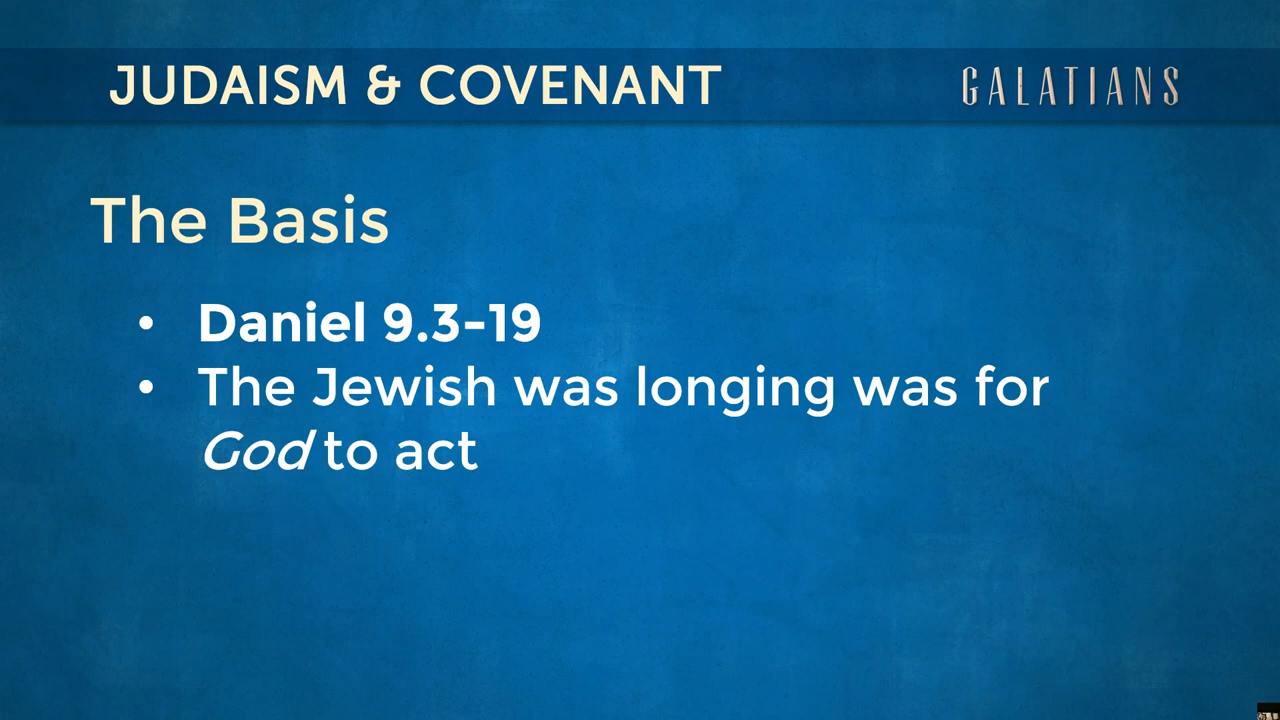 JUDAISM & COVENANT
GALATIANS
The Basis
• Daniel 9.3-19
• The Jewish was longing was for
God to act